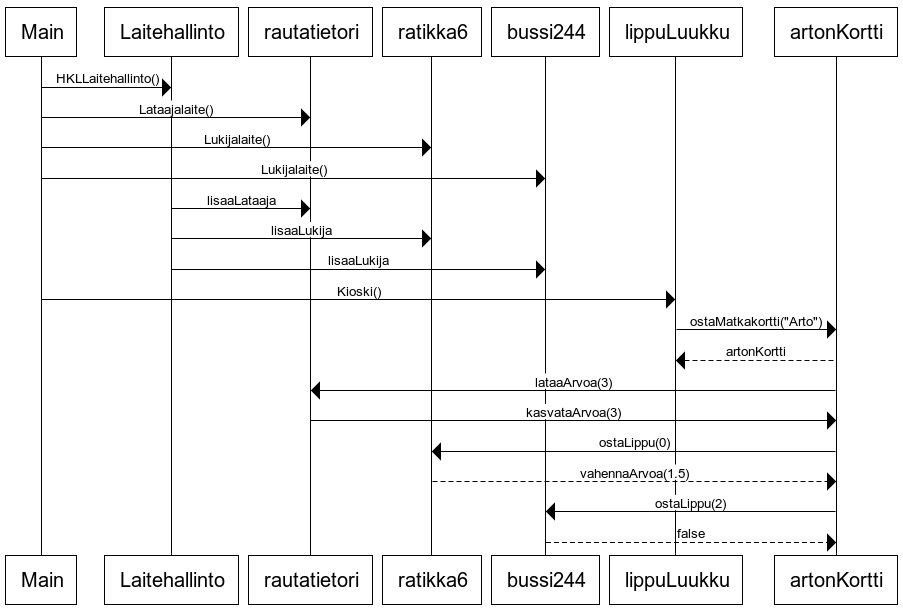 Main Laitehallinto rautatietori ratikka6 bussi244 lippuLuukku artonKortti
HKLLaitehallinto()
Lataajalaite()
Lukijalaite()
Lukijalaite()
lisaaLataaja
lisaaLukija
lisaaLukija
Kioski()
ostaMatkakortti("Arto")
artonKortti
lataaArvoa(3)
kasvataArvoa(3)
ostaLippu(0)
vahennaArvoa(1.5)
ostaLippu(2)
false
Main Laitehallinto rautatietori ratikka6 bussi244 lippuLuukku artonKortti